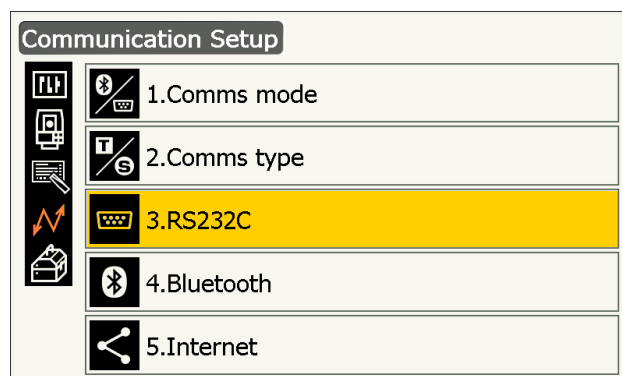 Communication Setup
1.Comms mode
T
S
2.Comms type
3.RS232C
4.Bluetooth
5.Internet